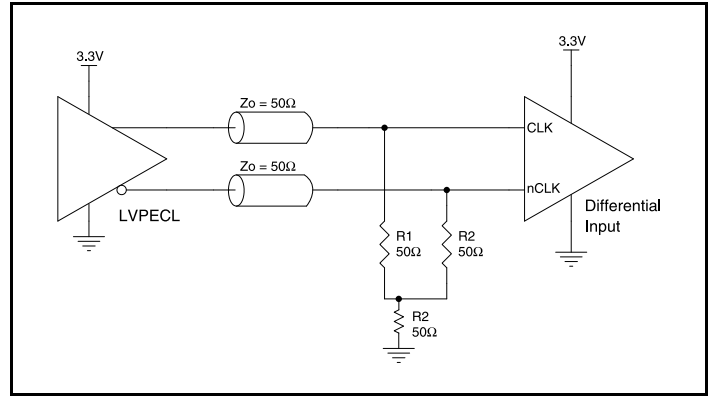 3.3V
3.3V
Zo = 50Ω
CLK
Zo = 50Ω
nCLK
LVPECL
Differential
Input
R1
50Ω
R2
50Ω
R2
50Ω